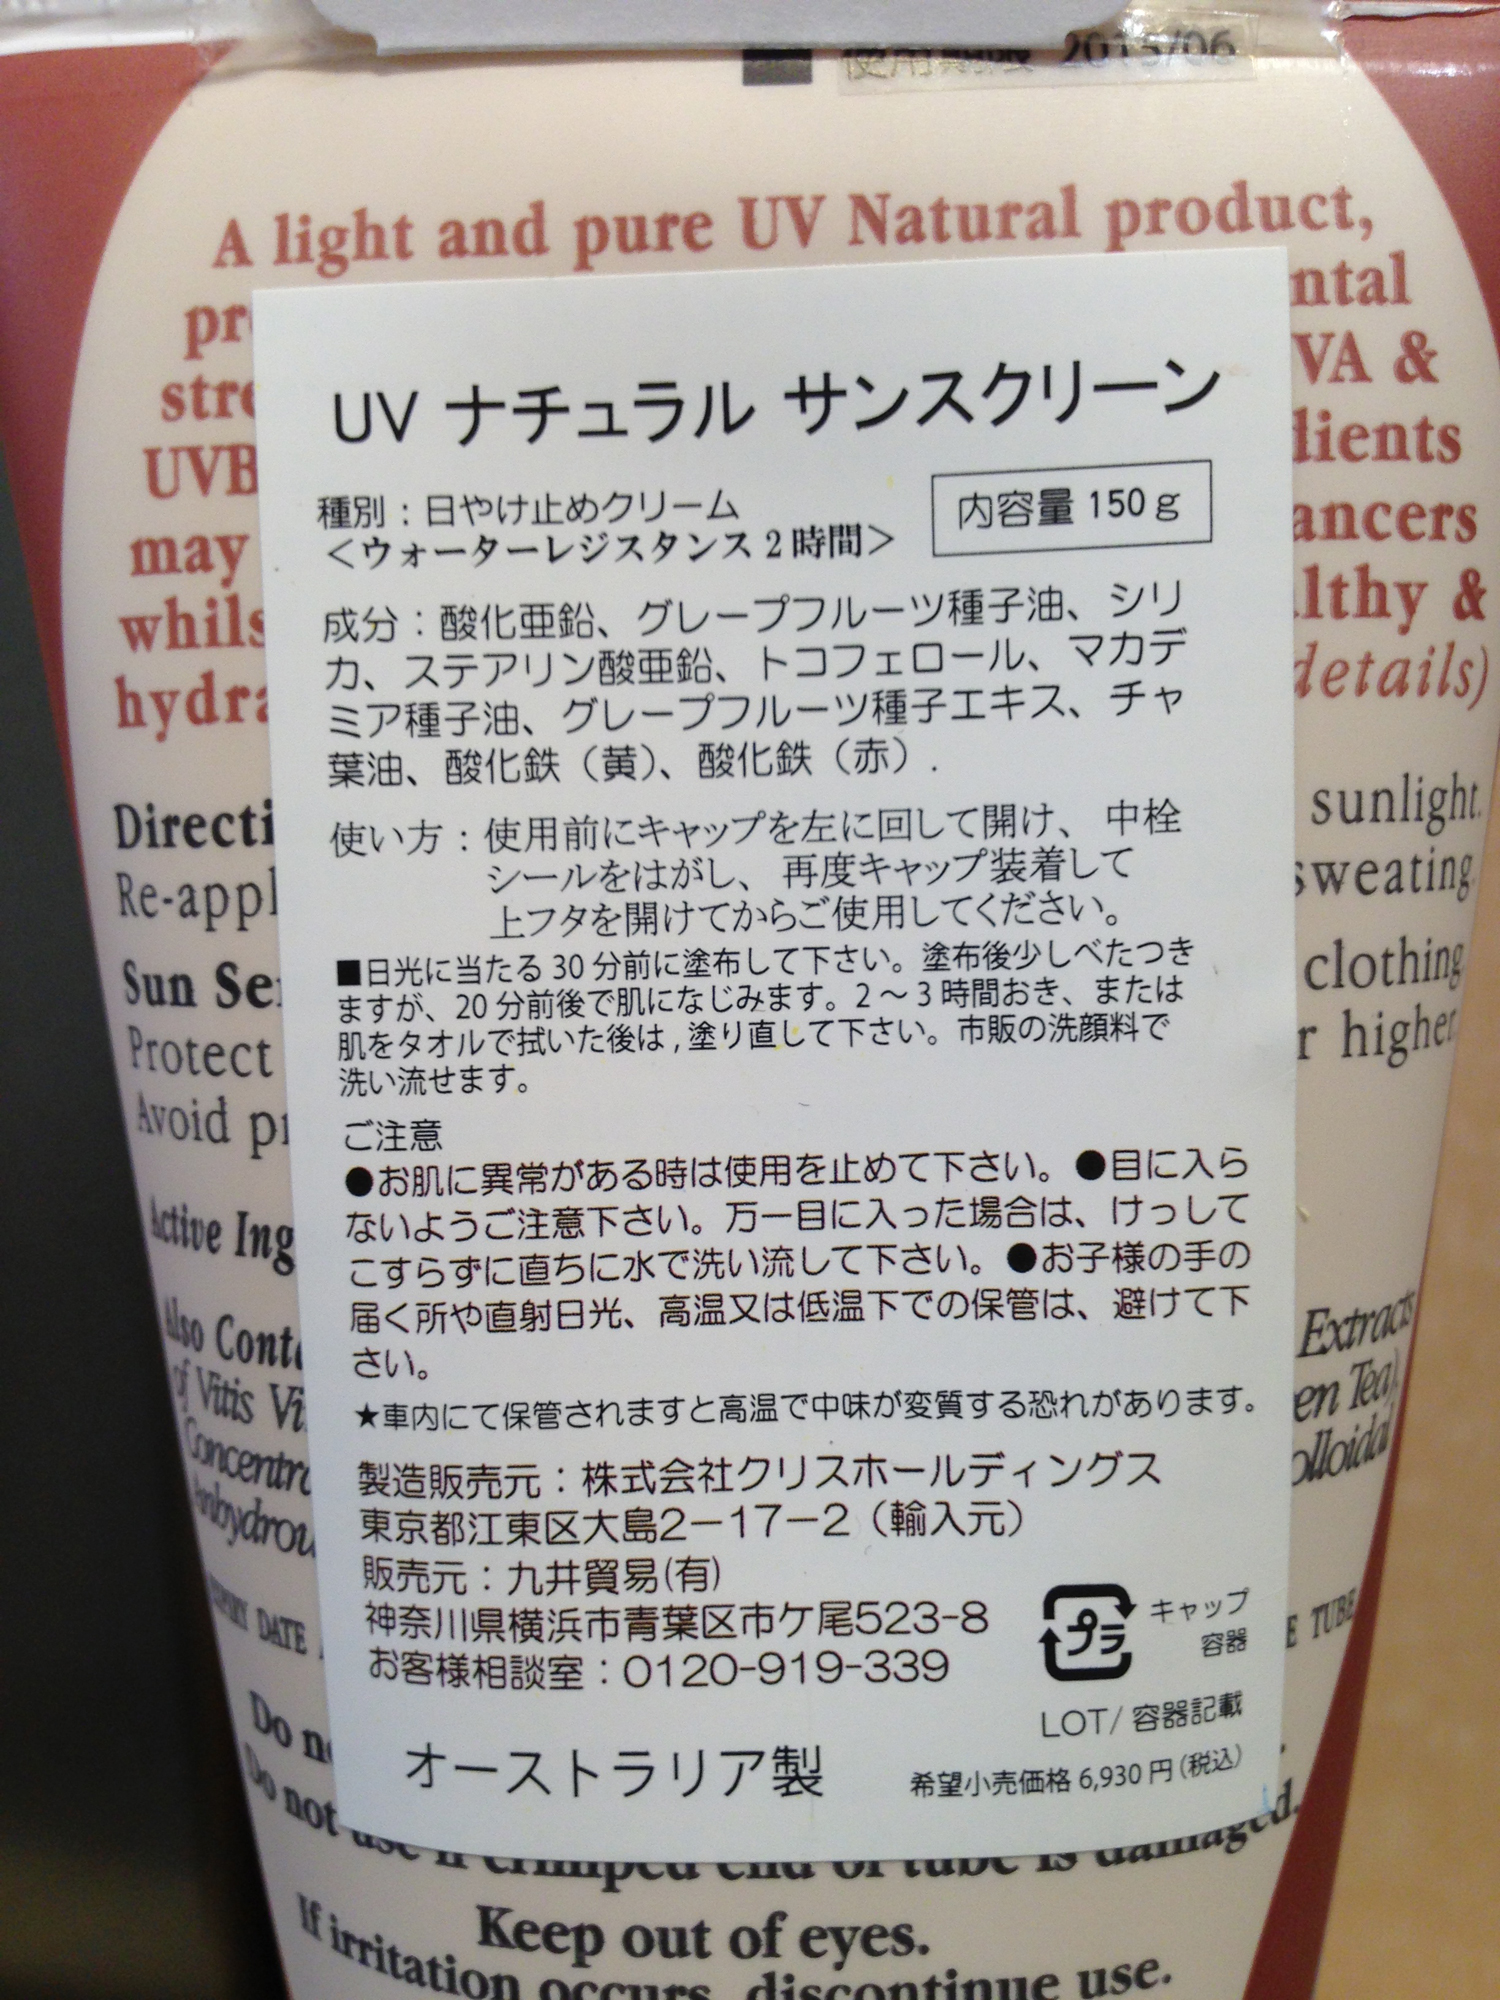 使用期限 2015/06
A light and pure UV Natural product,
ntal
VA &
UVB
dients
may
ancers
whils
lthy &
hydra
details)
UV ナチュラル サンスクリーン
種別：日やけ止めクリーム
＜ウォーターレジスタンス2時間＞
内容量 150g
成分：酸化亜鉛、グレープフルーツ種子油、シリ
カ、ステアリン酸亜鉛、トコフェロール、マカデ
ミア種子油、グレープフルーツ種子エキス、チャ
葉油、酸化鉄（黄）、酸化鉄（赤）.
使い方：使用前にキャップを左に回して開け、中栓
シールをはがし、再度キャップ装着して
上フタを開けてからご使用してください。
■日光に当たる30分前に塗布して下さい。塗布後少しべたつき
ますが、20分前後で肌になじみます。2～3時間おき、または
肌をタオルで拭いた後は,塗り直して下さい。市販の洗顔料で
洗い流せます。
ご注意
●お肌に異常がある時は使用を止めて下さい。●目に入ら
ないようご注意下さい。万一目に入った場合は、けっして
こすらずに直ちに水で洗い流して下さい。●お子様の手の
届く所や直射日光、高温又は低温下での保管は、避けて下
さい。
★車内にて保管されますと高温で中味が変質する恐れがあります。
製造販売元：株式会社クリスホールディングス
東京都江東区大島2－17－2（輸入元）
販売元：九井貿易(有)
神奈川県横浜市青葉区市ケ尾523-8
お客様相談室：0120-919-339
プラ
キャップ
容器
LOT/ 容器記載
オーストラリア製
希望小売価格 6,930円(税込)
Directi
sunlight.
Re-appl
sweating.
Sun Se
clothing
Protect
r higher
Avoid p
Active Ing
Also Conta
Extracts
of Vitis Vi
en Tea),
Concentr
olloidal
Anhydrou
EXPIRY DATE
E TUBE
Do n
Do not use if crimped end of tube is damaged.
Keep out of eyes.
If irritation occurs, discontinue use.